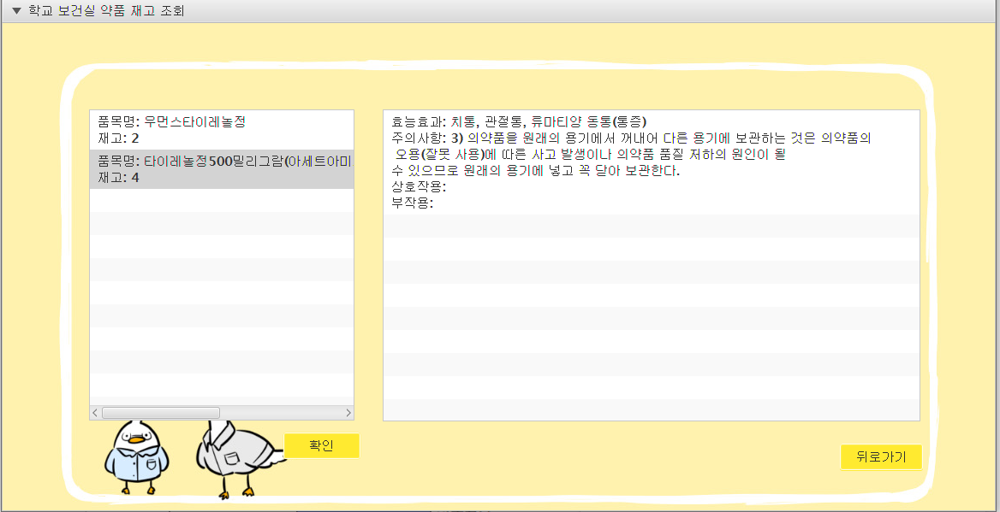 학교 보건실 약품 재고 조회
품목명: 우먼스타이레놀정
재고: 2
품목명: 타이레놀정500밀리그람(아세트아미
재고: 4
효능효과: 치통, 관절통, 류마티양 동통(통증)
주의사항: 3) 의약품을 원래의 용기에서 꺼내어 다른 용기에 보관하는 것은 의약품의
오용(잘못 사용)에 따른 사고 발생이나 의약품 품질 저하의 원인이 될
수 있으므로 원래의 용기에 넣고 꼭 닫아 보관한다.
상호작용:
부작용:
확인
뒤로가기